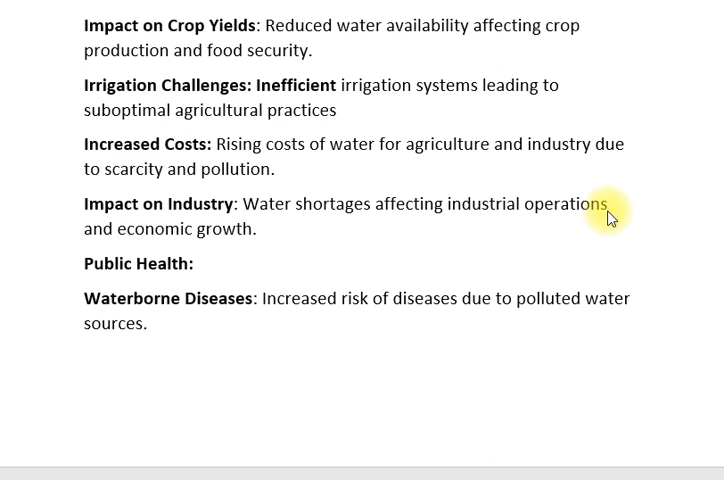 Impact on Crop Yields: Reduced water availability affecting crop
production and food security.
Irrigation Challenges: Inefficient irrigation systems leading to
suboptimal agricultural practices
Increased Costs: Rising costs of water for agriculture and industry due
to scarcity and pollution.
Impact on Industry: Water shortages affecting industrial operations
and economic growth.
Public Health:
Waterborne Diseases: Increased risk of diseases due to polluted water
sources.